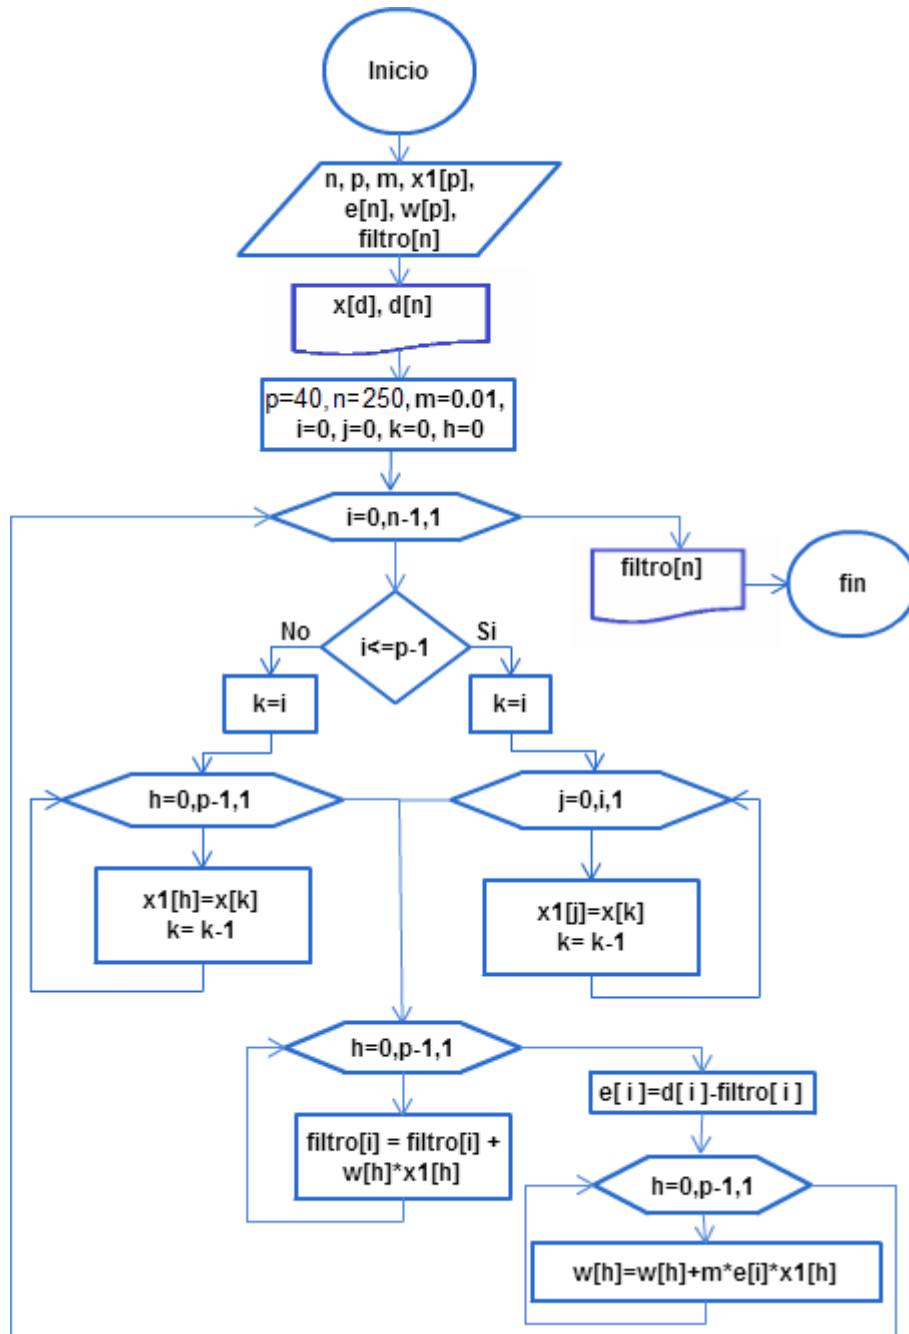 Inicio
n, p, m, x1[p],
e[n], w[p],
filtro[n]
x[d], d[n]
p=40, n=250, m=0.01,
i=0, j=0, k=0, h=0
i=0,n-1,1
filtro[n]
fin
i<=p-1
No
Si
k=i
k=i
h=0,p-1,1
j=0,i,1
x1[h]=x[k]
k= k-1
x1[j]=x[k]
k= k-1
h=0,p-1,1
e[ i ]=d[ i ]-filtro[ i ]
filtro[i] = filtro[i] +
w[h]*x1[h]
h=0,p-1,1
w[h]=w[h]+m*e[i]*x1[h]